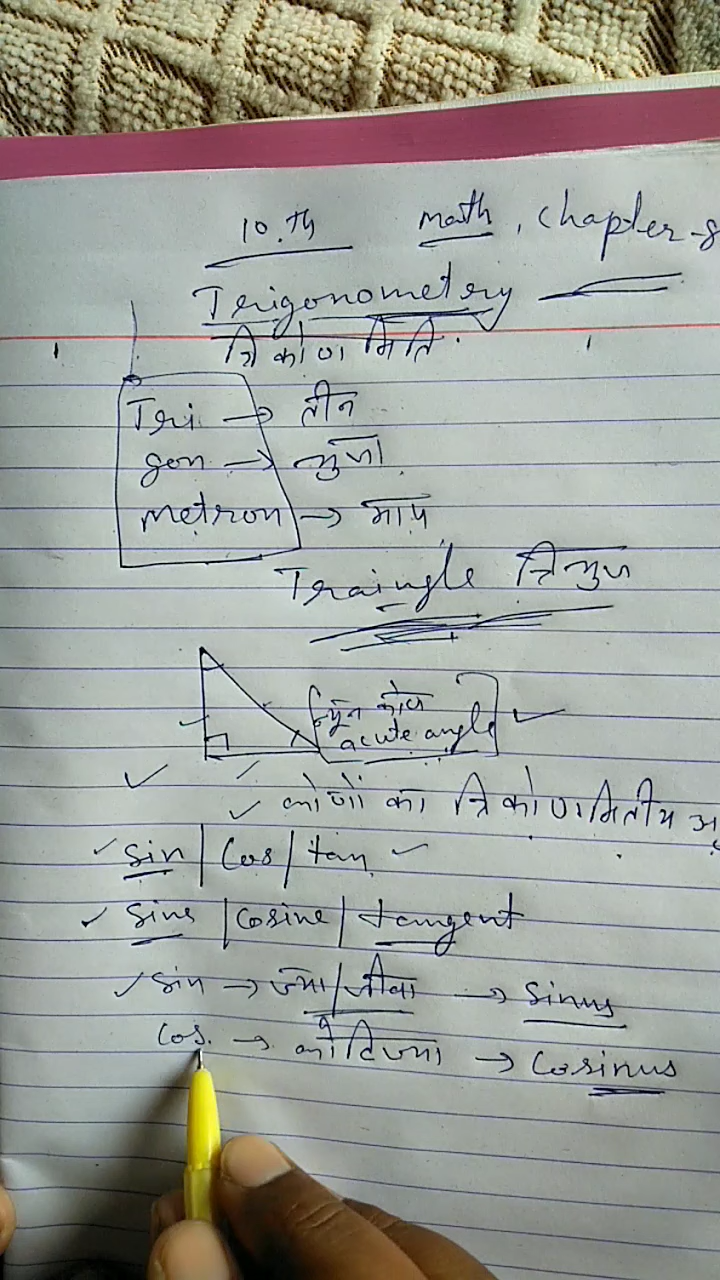 10.th math, chapter-8
Trigonometry
त्रिकोणमिति
Tri → तीन
gon → भुजा
metron → माप
Traingle त्रिभुज
न्यून कोण
acute angle
कोणों का त्रिकोणमितीय
sin | Cos | tan
Sine | Cosine | tangent
Sin → ज्या/जीवा → Sinus
Cos. → कोटिज्या → Cosinus